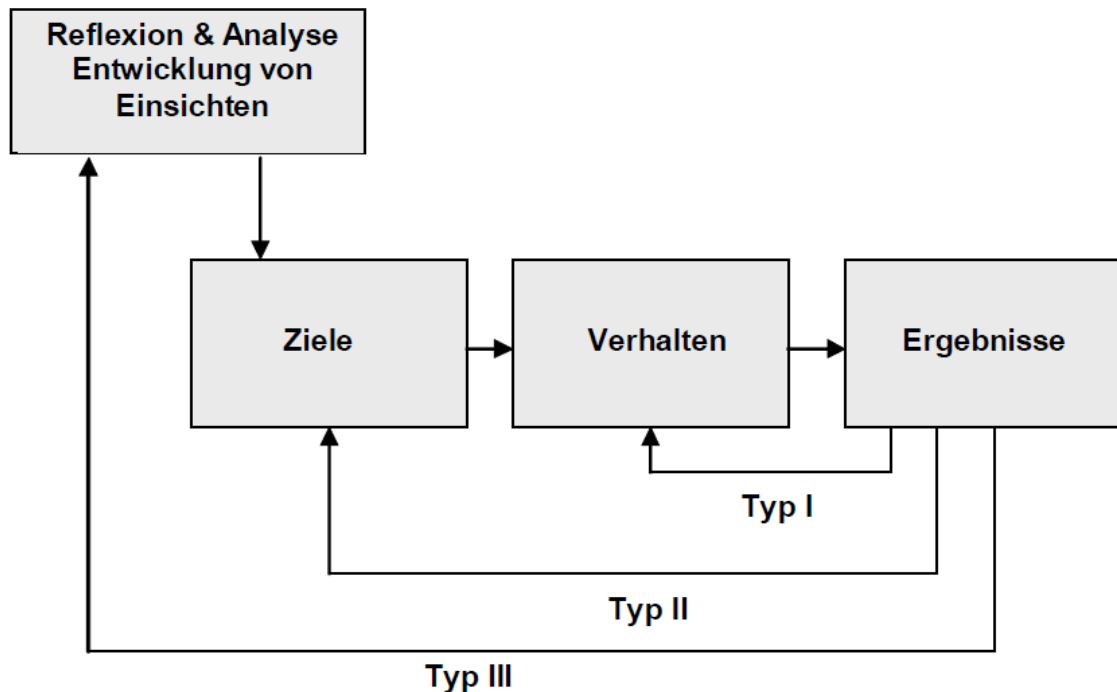 Reflexion & Analyse
Entwicklung von
Einsichten
Ziele
Verhalten
Ergebnisse
Typ I
Typ II
Typ III